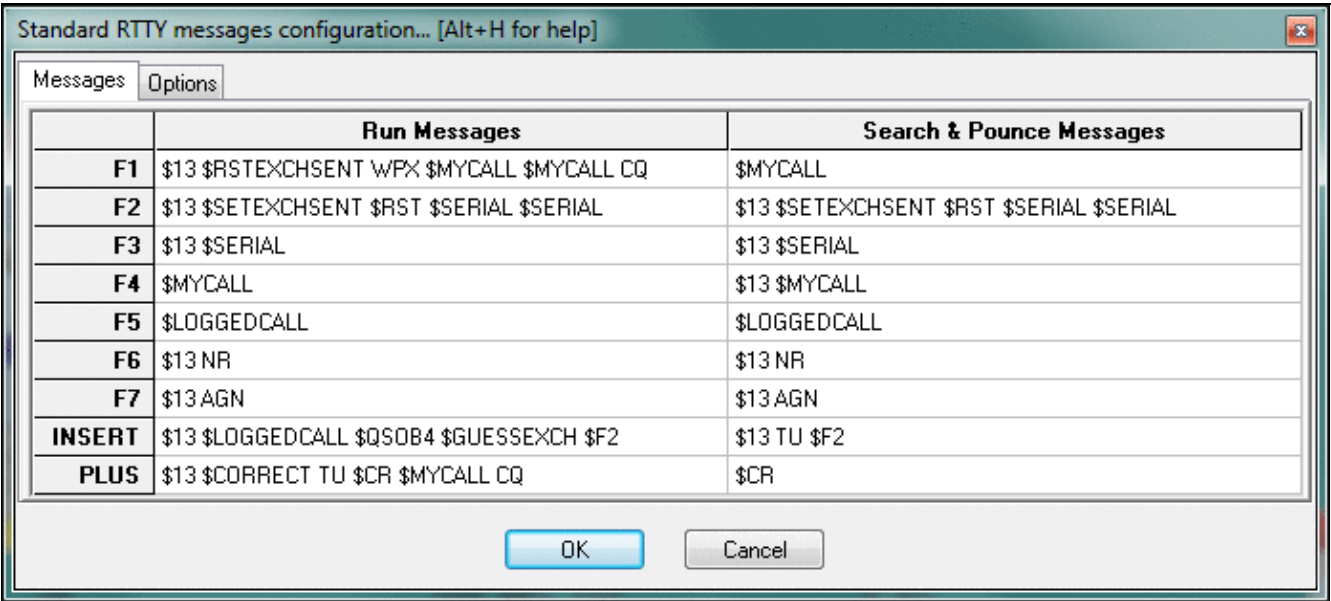 Standard RTTY messages configuration... [Alt+H for help]
Messages Options
Run Messages Search & Pounce Messages
F1 $13 $RSTEXCHSENT WPX $MYCALL $MYCALL CQ $MYCALL
F2 $13 $SETEXCHSENT $RST $SERIAL $SERIAL $13 $SETEXCHSENT $RST $SERIAL $SERIAL
F3 $13 $SERIAL $13 $SERIAL
F4 $MYCALL $13 $MYCALL
F5 $LOGGEDCALL $LOGGEDCALL
F6 $13 NR $13 NR
F7 $13 AGN $13 AGN
INSERT $13 $LOGGEDCALL $QSOB4 $GUESSEXCH $F2 $13 TU $F2
PLUS $13 $CORRECT TU $CR $MYCALL CQ $CR
OK Cancel